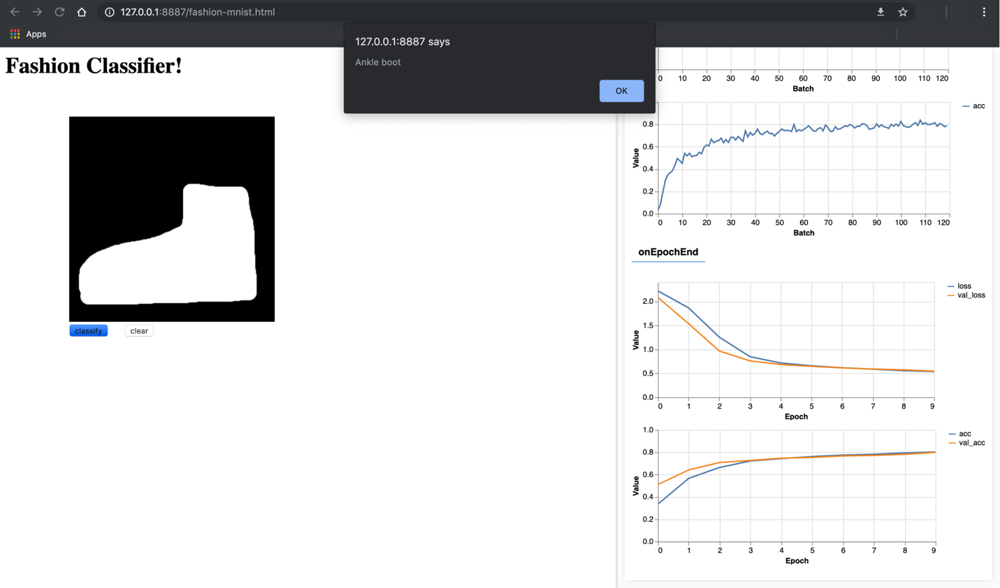 127.0.0.1:8887/fashion-mnist.html
Apps
127.0.0.1:8887 says
Ankle boot
OK
Fashion Classifier!
classify
clear
0 10 20 30 40 50 60 70 80 90 100 110 120
Batch
acc
0.8
0.6
0.4
0.2
0.0
Value
0 10 20 30 40 50 60 70 80 90 100 110 120
Batch
onEpochEnd
loss
val_loss
2.0
1.5
1.0
0.5
0.0
Value
0 1 2 3 4 5 6 7 8 9
Epoch
acc
val_acc
1.0
0.8
0.6
0.4
0.2
0.0
Value
0 1 2 3 4 5 6 7 8 9
Epoch